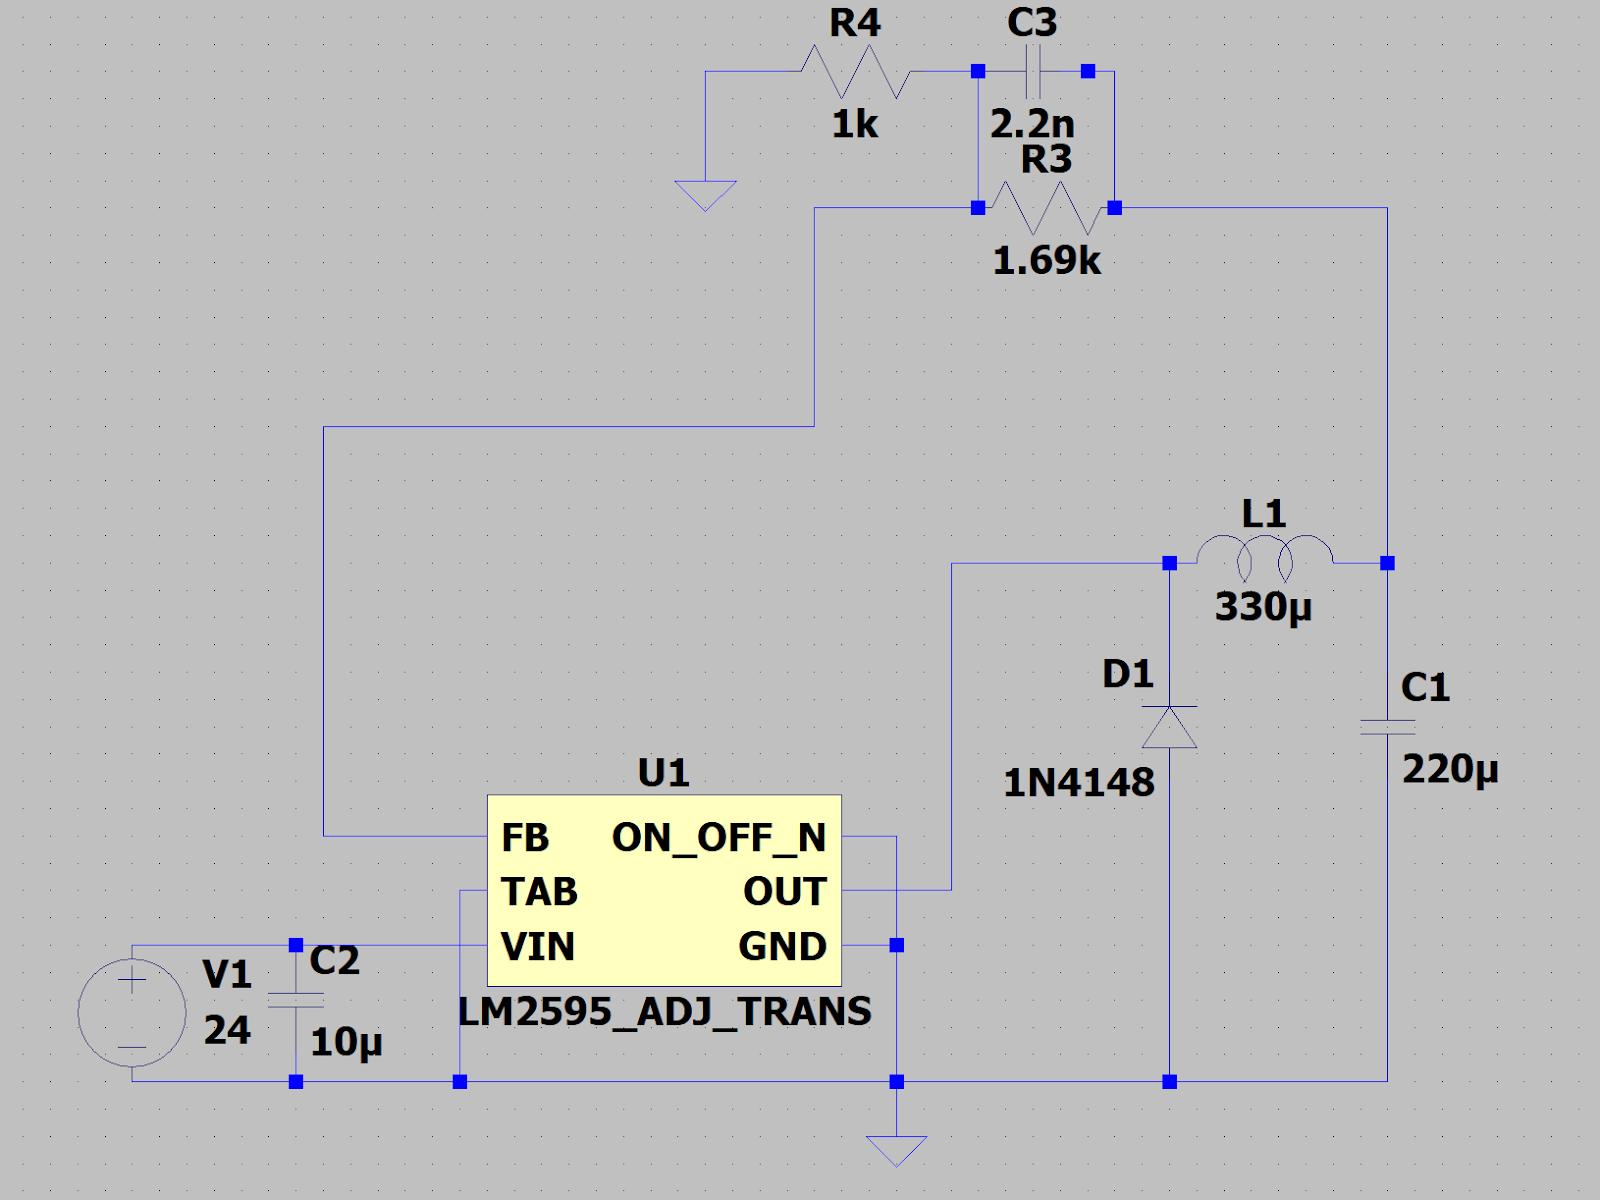 R4
C3
1k
2.2n
R3
1.69k
L1
330µ
D1
C1
1N4148
220µ
U1
FB ON_OFF_N
TAB OUT
VIN GND
C2
V1
24
10µ
LM2595_ADJ_TRANS